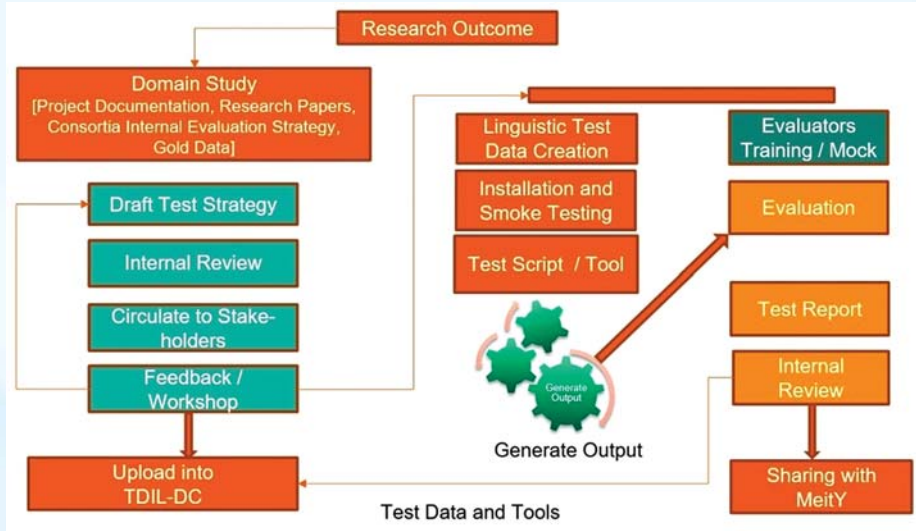 Research Outcome
Domain Study
[Project Documentation, Research Papers,
Consortia Internal Evaluation Strategy,
Gold Data]
Draft Test Strategy
Internal Review
Circulate to Stake-
holders
Feedback /
Workshop
Upload into
TDIL-DC
Linguistic Test
Data Creation
Installation and
Smoke Testing
Test Script / Tool
Generate
Output
Generate Output
Evaluators
Training / Mock
Evaluation
Test Report
Internal
Review
Sharing with
MeitY
Test Data and Tools